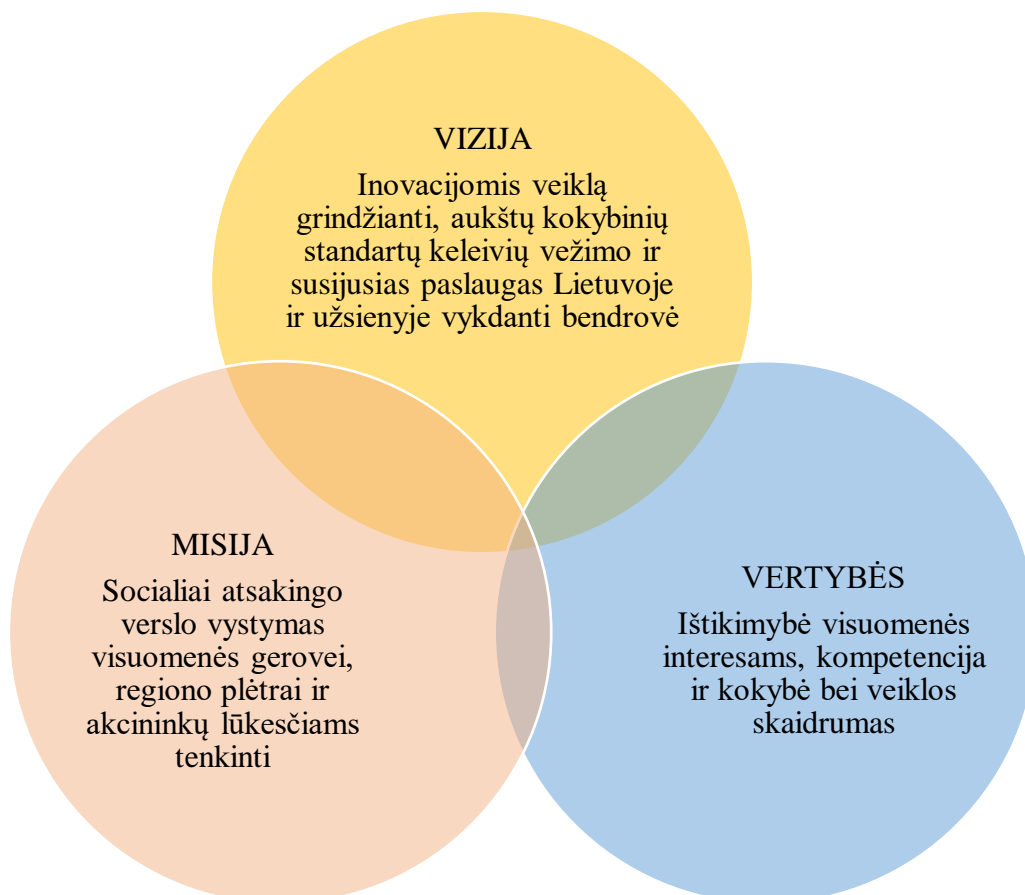 VIZIJA
Inovacijomis veiklą
grindžianti, aukštų kokybinių
standartų keleivių vežimo ir
susijusias paslaugas Lietuvoje
ir užsienyje vykdanti bendrovė
MISIJA
Socialiai atsakingo
verslo vystymas
visuomenės gerovei,
regiono plėtrai ir
akcininkų lūkesčiams
tenkinti
VERTYBĖS
Ištikimybė visuomenės
interesams, kompetencija
ir kokybė bei veiklos
skaidrumas